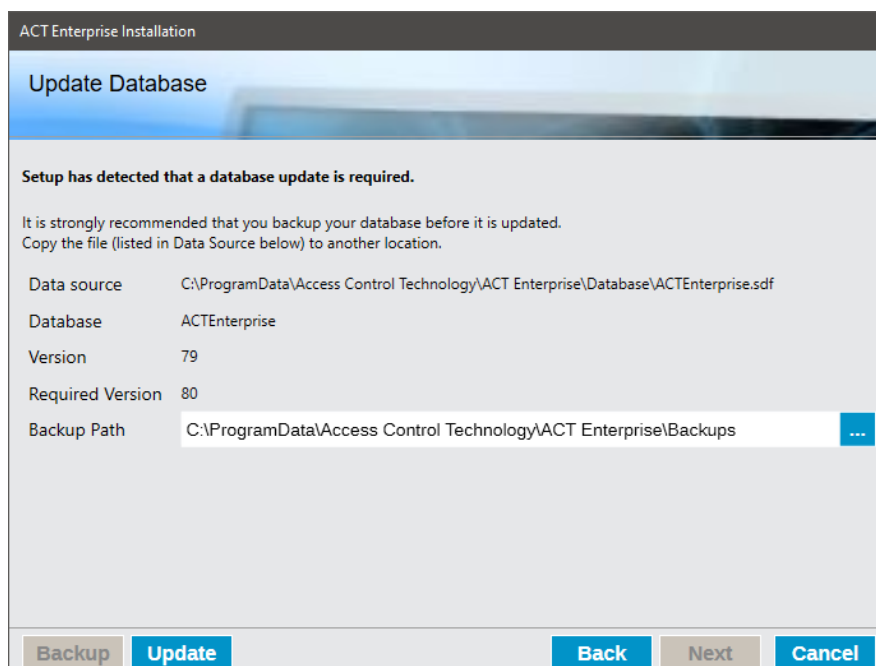 ACT Enterprise Installation
Update Database
Setup has detected that a database update is required.
It is strongly recommended that you backup your database before it is updated.
Copy the file (listed in Data Source below) to another location.
Data source C:\ProgramData\Access Control Technology\ACT Enterprise\Database\ACTEnterprise.sdf
Database ACTEnterprise
Version 79
Required Version 80
Backup Path C:\ProgramData\Access Control Technology\ACT Enterprise\Backups ...
Backup Update Back Next Cancel